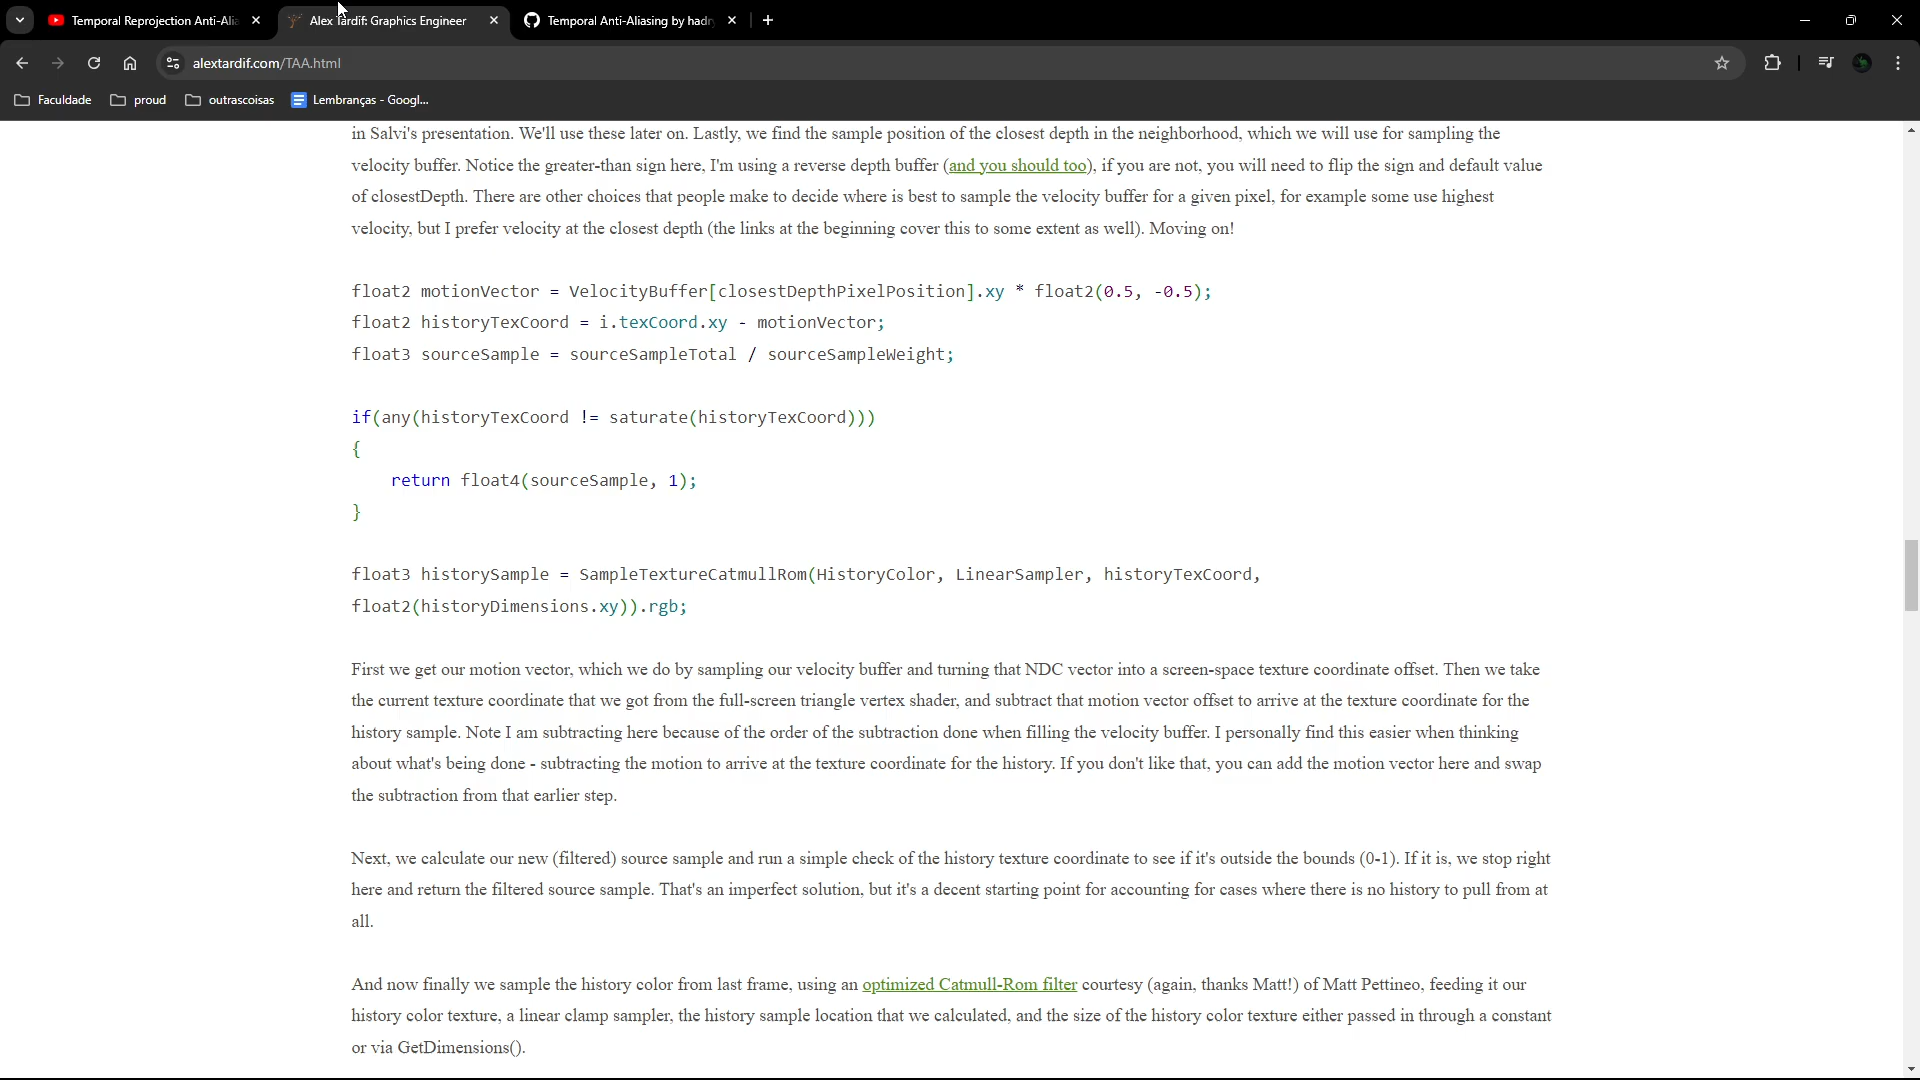 Temporal Reprojection Anti-Alia
Alex Tardif: Graphics Engineer
Temporal Anti-Aliasing by hadry
alextardif.com/TAA.html
Faculdade
proud
outrascoisas
Lembranças - Googl...
in Salvi's presentation. We'll use these later on. Lastly, we find the sample position of the closest depth in the neighborhood, which we will use for sampling the
velocity buffer. Notice the greater-than sign here, I'm using a reverse depth buffer (and you should too), if you are not, you will need to flip the sign and default value
of closestDepth. There are other choices that people make to decide where is best to sample the velocity buffer for a given pixel, for example some use highest
velocity, but I prefer velocity at the closest depth (the links at the beginning cover this to some extent as well). Moving on!
float2 motionVector = VelocityBuffer[closestDepthPixelPosition].xy * float2(0.5, -0.5);
float2 historyTexCoord = i.texCoord.xy - motionVector;
float3 sourceSample = sourceSampleTotal / sourceSampleWeight;
if(any(historyTexCoord != saturate(historyTexCoord)))
{
return float4(sourceSample, 1);
}
float3 historySample = SampleTextureCatmullRom(HistoryColor, LinearSampler, historyTexCoord,
float2(historyDimensions.xy)).rgb;
First we get our motion vector, which we do by sampling our velocity buffer and turning that NDC vector into a screen-space texture coordinate offset. Then we take
the current texture coordinate that we got from the full-screen triangle vertex shader, and subtract that motion vector offset to arrive at the texture coordinate for the
history sample. Note I am subtracting here because of the order of the subtraction done when filling the velocity buffer. I personally find this easier when thinking
about what's being done - subtracting the motion to arrive at the texture coordinate for the history. If you don't like that, you can add the motion vector here and swap
the subtraction from that earlier step.
Next, we calculate our new (filtered) source sample and run a simple check of the history texture coordinate to see if it's outside the bounds (0-1). If it is, we stop right
here and return the filtered source sample. That's an imperfect solution, but it's a decent starting point for accounting for cases where there is no history to pull from at
all.
And now finally we sample the history color from last frame, using an optimized Catmull-Rom filter courtesy (again, thanks Matt!) of Matt Pettineo, feeding it our
history color texture, a linear clamp sampler, the history sample location that we calculated, and the size of the history color texture either passed in through a constant
or via GetDimensions().